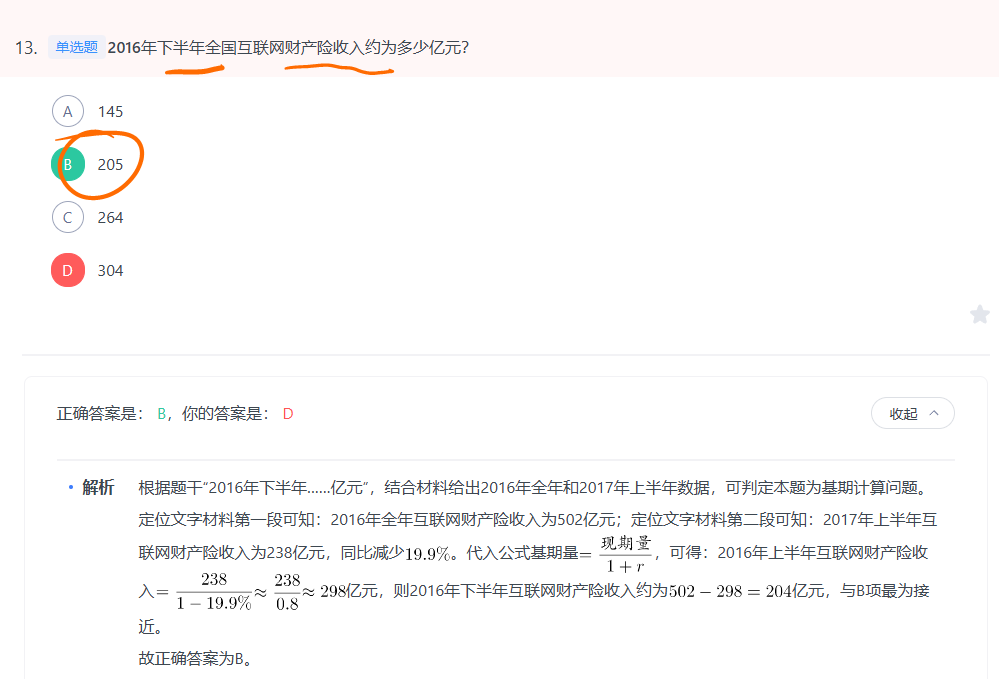 13. 单选题 2016年下半年全国互联网财产险收入约为多少亿元?
A 145
B 205
C 264
D 304
正确答案是： B，你的答案是： D
收起
• 解析 根据题干“2016年下半年......亿元”，结合材料给出2016年全年和2017年上半年数据，可判定本题为基期计算问题。
定位文字材料第一段可知：2016年全年互联网财产险收入为502亿元；定位文字材料第二段可知：2017年上半年互
联网财产险收入为238亿元，同比减少19.9%。代入公式基期量= 现期量/(1 + r)，可得：2016年上半年互联网财产险收
入= 238/(1 − 19.9%) ≈ 238/0.8 ≈ 298亿元，则2016年下半年互联网财产险收入约为502 − 298 = 204亿元，与B项最为接
近。
故正确答案为B。